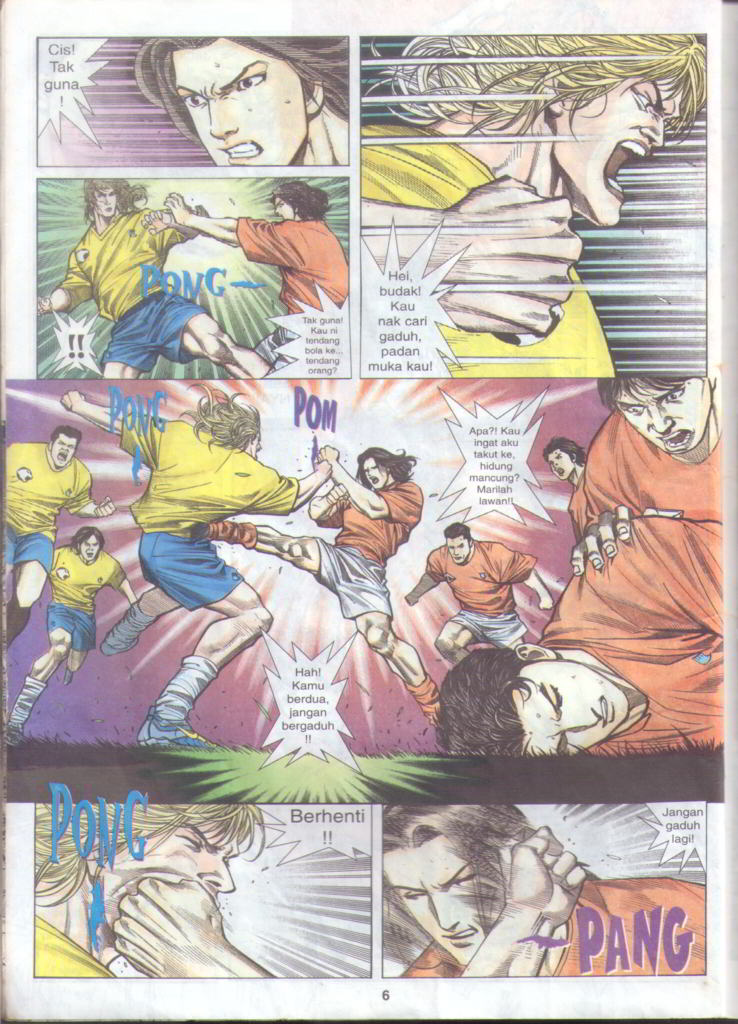 Cis!
Tak
guna
!
Hei,
budak!
Kau
nak cari
gaduh,
padan
muka kau!
PONG
!!
Tak guna!
Kau ni
tendang
bola ke...
tendang
orang?
PONG
POM
Apa?! Kau
ingat aku
takut ke,
hidung
mancung?
Marilah
lawan!!
Hah!
Kamu
berdua,
jangan
bergaduh
!!
PONG
Berhenti
!!
Jangan
gaduh
lagi!
PANG
6